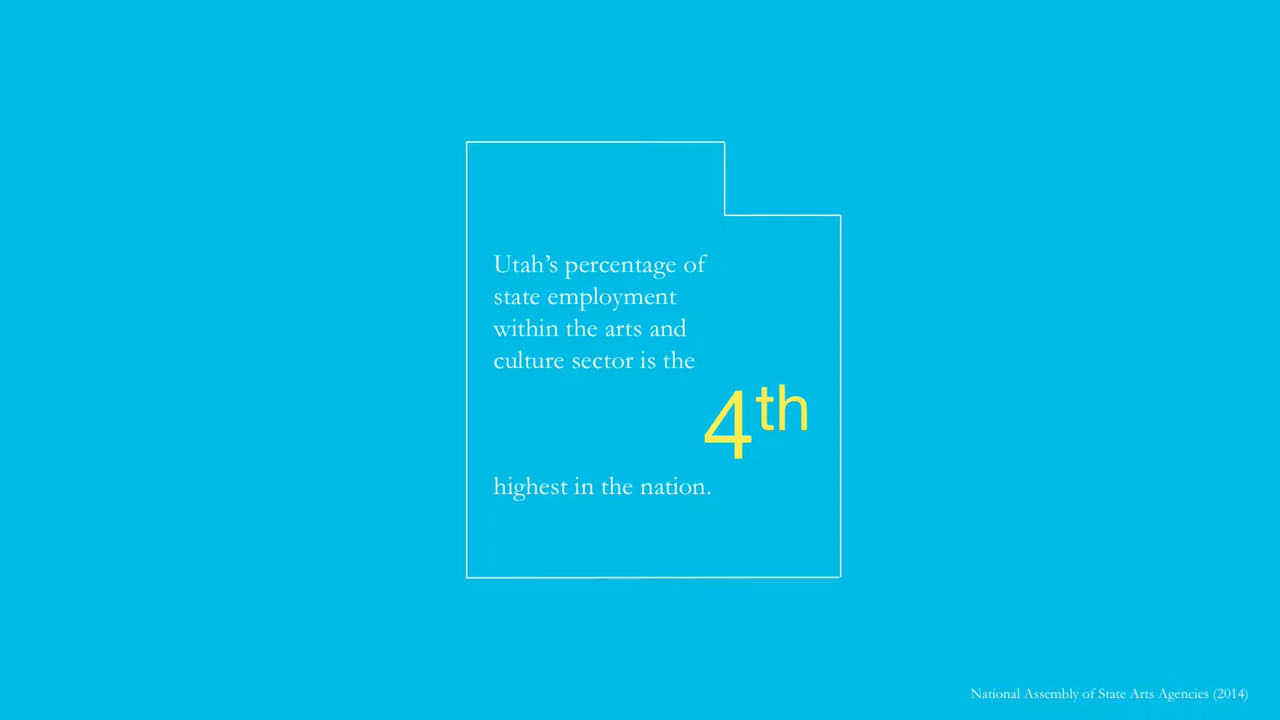 Utah’s percentage of
state employment
within the arts and
culture sector is the
4th
highest in the nation.
National Assembly of State Arts Agencies (2014)